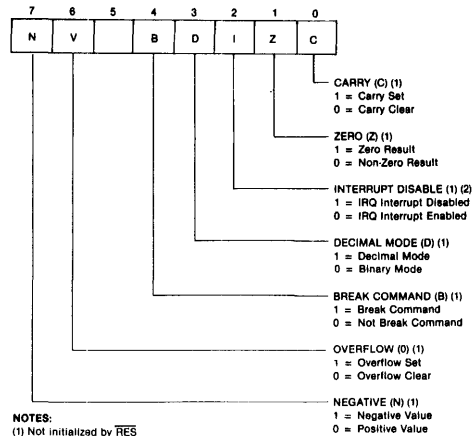 7 6 5 4 3 2 1 0
N V B D I Z C
CARRY (C) (1)
1 = Carry Set
0 = Carry Clear
ZERO (Z) (1)
1 = Zero Result
0 = Non-Zero Result
INTERRUPT DISABLE (1) (2)
1 = IRQ Interrupt Disabled
0 = IRQ Interrupt Enabled
DECIMAL MODE (D) (1)
1 = Decimal Mode
0 = Binary Mode
BREAK COMMAND (B) (1)
1 = Break Command
0 = Not Break Command
OVERFLOW (0) (1)
1 = Overflow Set
0 = Overflow Clear
NEGATIVE (N) (1)
1 = Negative Value
0 = Positive Value
NOTES:
(1) Not initialized by RES